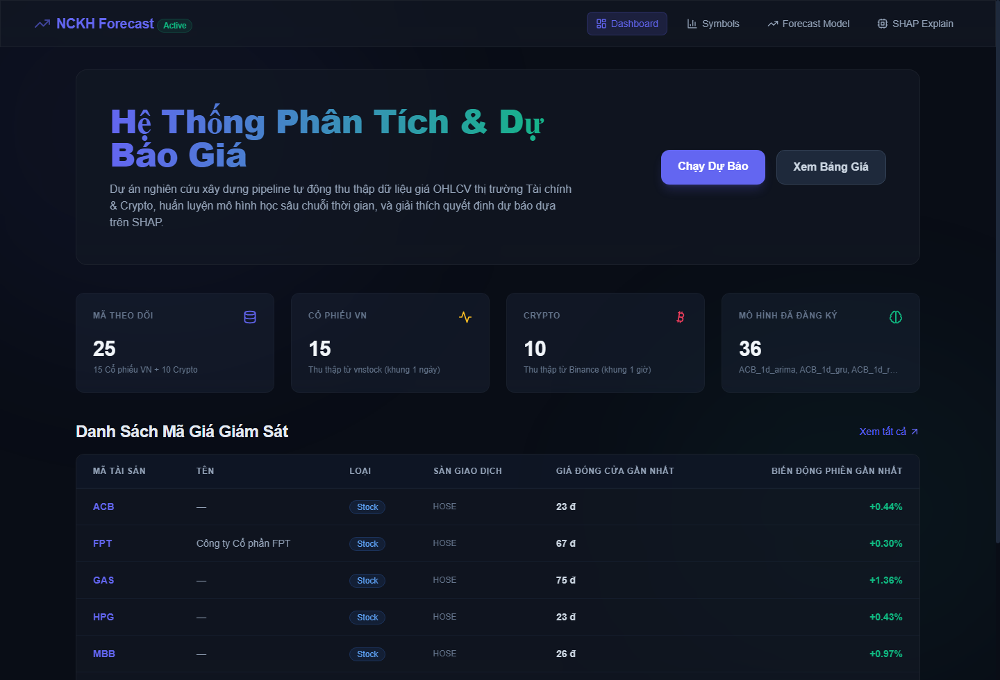 NCKH Forecast Active
Dashboard Symbols Forecast Model SHAP Explain
Hệ Thống Phân Tích & Dự
Báo Giá
Dự án nghiên cứu xây dựng pipeline tự động thu thập dữ liệu giá OHLCV thị trường Tài chính
& Crypto, huấn luyện mô hình học sâu chuỗi thời gian, và giải thích quyết định dự báo dựa
trên SHAP.
Chạy Dự Báo Xem Bảng Giá
MÃ THEO DÕI
25
15 Cổ phiếu VN + 10 Crypto
CỔ PHIẾU VN
15
Thu thập từ vnstock (khung 1 ngày)
CRYPTO
10
Thu thập từ Binance (khung 1 giờ)
MÔ HÌNH ĐÃ ĐĂNG KÝ
36
ACB_1d_arima, ACB_1d_gru, ACB_1d_r...
Danh Sách Mã Giá Giám Sát Xem tất cả
MÃ TÀI SẢN TÊN LOẠI SÀN GIAO DỊCH GIÁ ĐÓNG CỬA GẦN NHẤT BIẾN ĐỘNG PHIÊN GẦN NHẤT
ACB — Stock HOSE 23 đ +0.44%
FPT Công ty Cổ phần FPT Stock HOSE 67 đ +0.30%
GAS — Stock HOSE 75 đ +1.36%
HPG — Stock HOSE 23 đ +0.43%
MBB — Stock HOSE 26 đ +0.97%